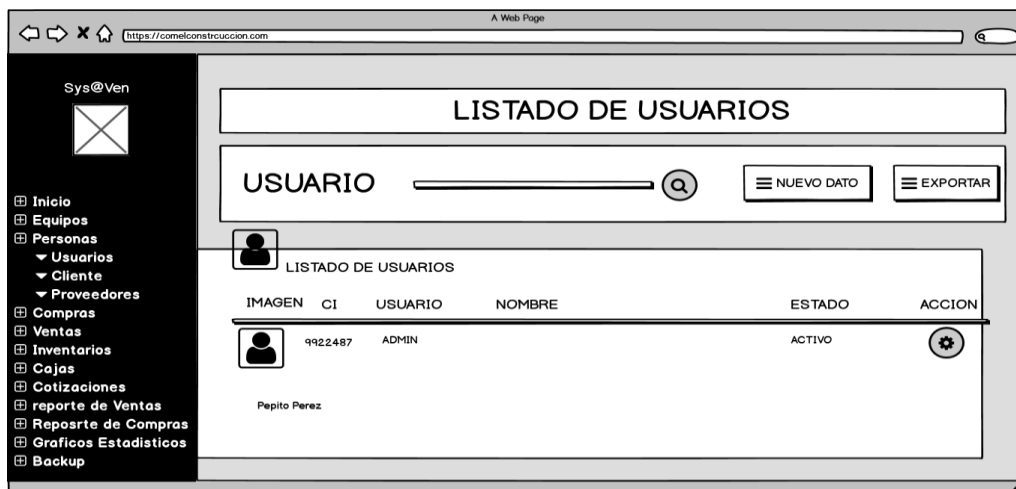 A Web Page
https://comelconstrcuccion.com
Sys@Ven
Inicio
Equipos
Personas
Usuarios
Cliente
Proveedores
Compras
Ventas
Inventarios
Cajas
Cotizaciones
reporte de Ventas
Reposrte de Compras
Graficos Estadisticos
Backup
LISTADO DE USUARIOS
USUARIO NUEVO DATO EXPORTAR
LISTADO DE USUARIOS
IMAGEN CI USUARIO NOMBRE ESTADO ACCION
9922487 ADMIN ACTIVO
Pepito Perez